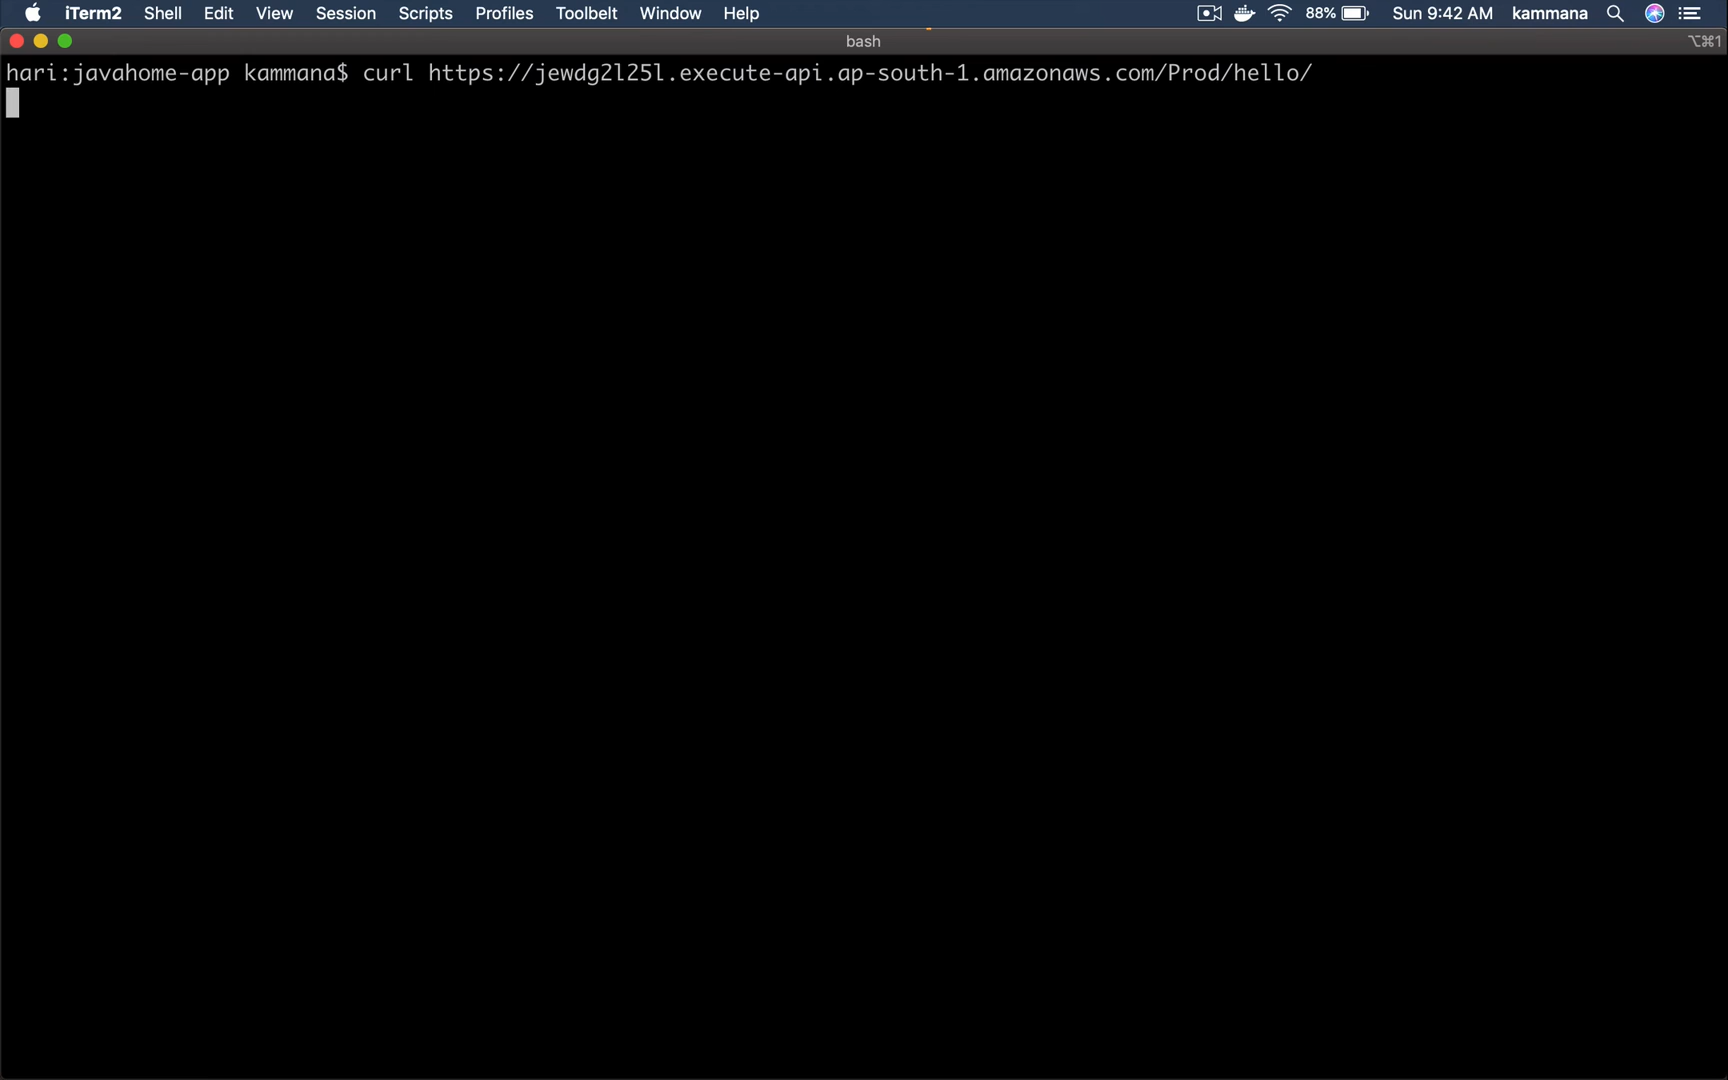 iTerm2 Shell Edit View Session Scripts Profiles Toolbelt Window Help 88% Sun 9:42 AM kammana
bash ⌥⌘1
hari:javahome-app kammana$ curl https://jewdg2l25l.execute-api.ap-south-1.amazonaws.com/Prod/hello/